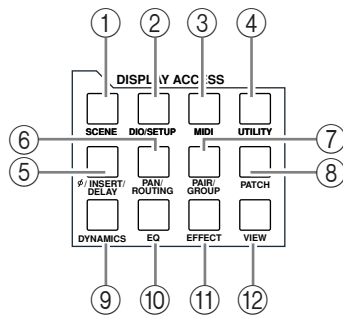 ① ② ③ ④
DISPLAY ACCESS
SCENE DIO/SETUP MIDI UTILITY
⑥ ⑦
⑤ ⑧
ø/INSERT/ PAN/ PAIR/ PATCH
DELAY ROUTING GROUP
DYNAMICS EQ EFFECT VIEW
⑨ ⑩ ⑪ ⑫